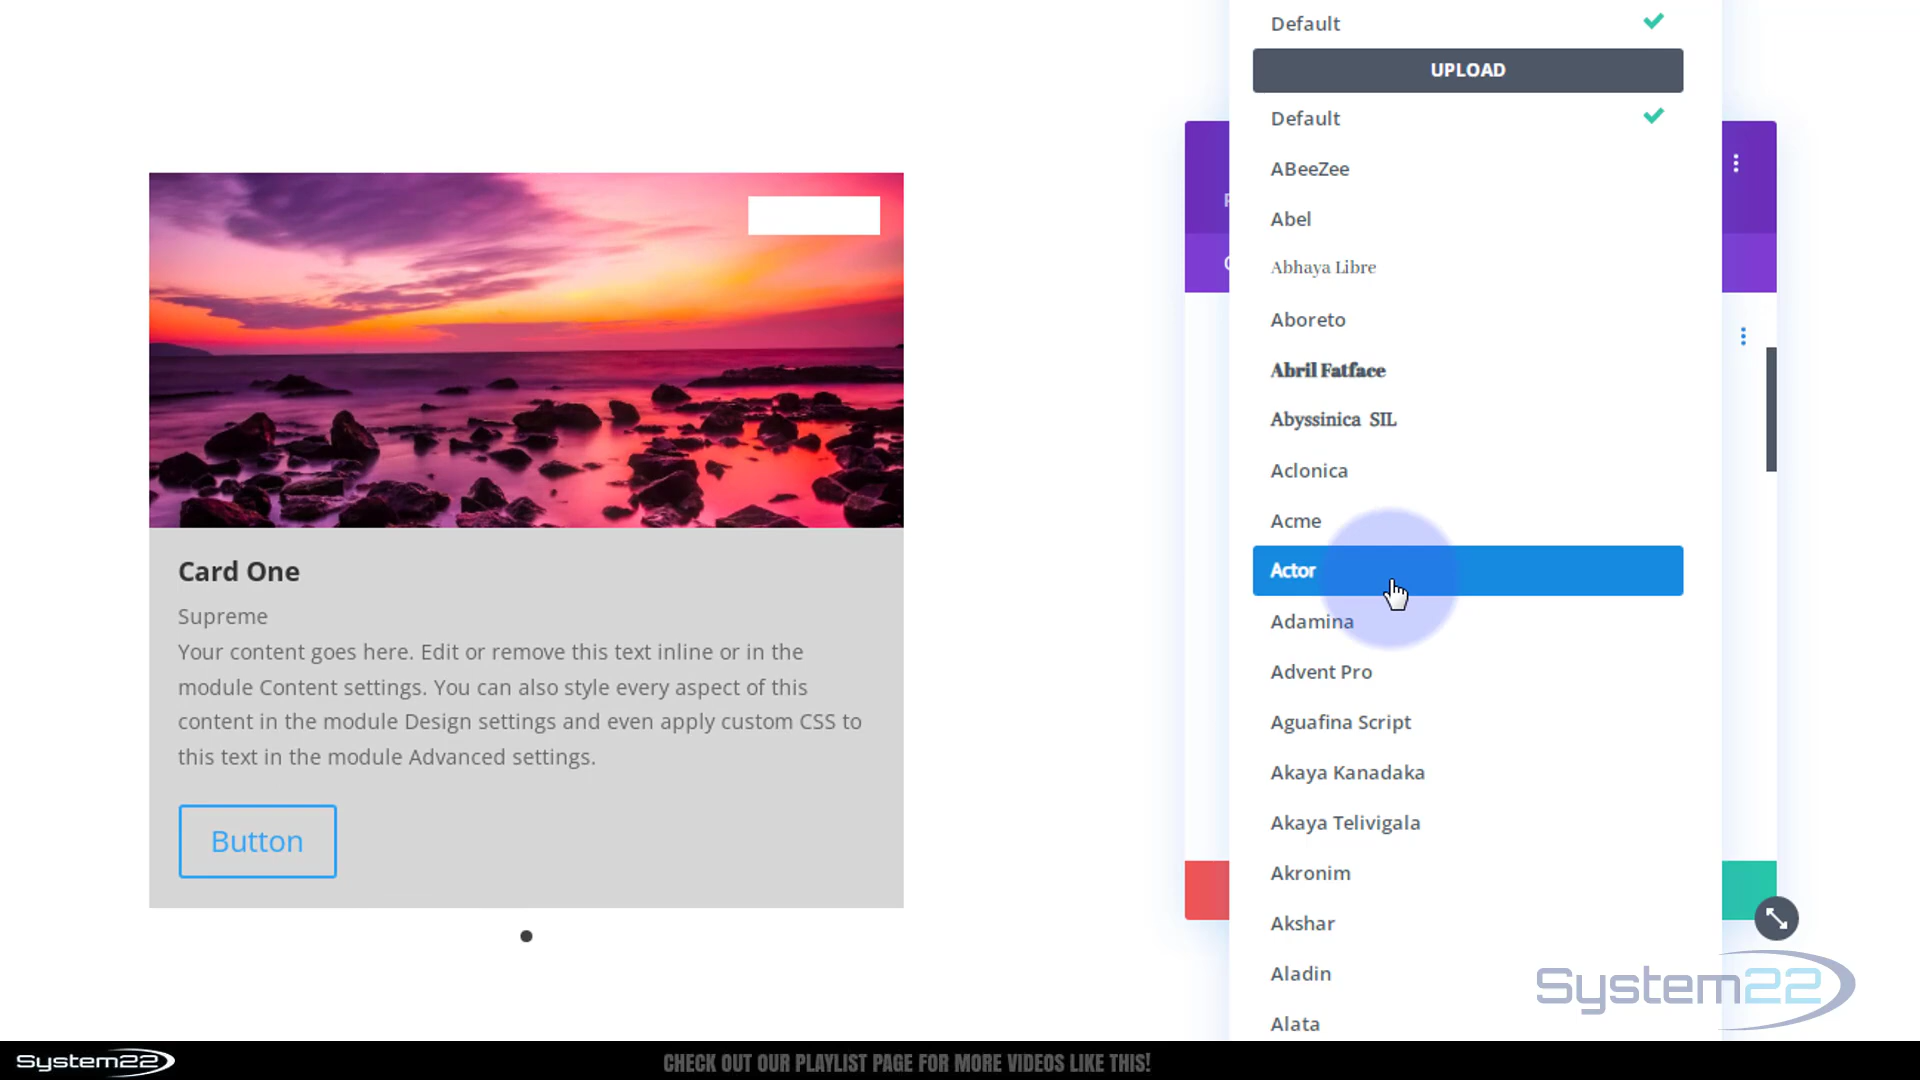 Card One
Supreme
Your content goes here. Edit or remove this text inline or in the
module Content settings. You can also style every aspect of this
content in the module Design settings and even apply custom CSS to
this text in the module Advanced settings.
Button
Default
UPLOAD
Default
ABeeZee
Abel
Abhaya Libre
Aboreto
Abril Fatface
Abyssinica SIL
Aclonica
Acme
Actor
Adamina
Advent Pro
Aguafina Script
Akaya Kanadaka
Akaya Telivigala
Akronim
Akshar
Aladin
Alata
System22
System22
CHECK OUT OUR PLAYLIST PAGE FOR MORE VIDEOS LIKE THIS!